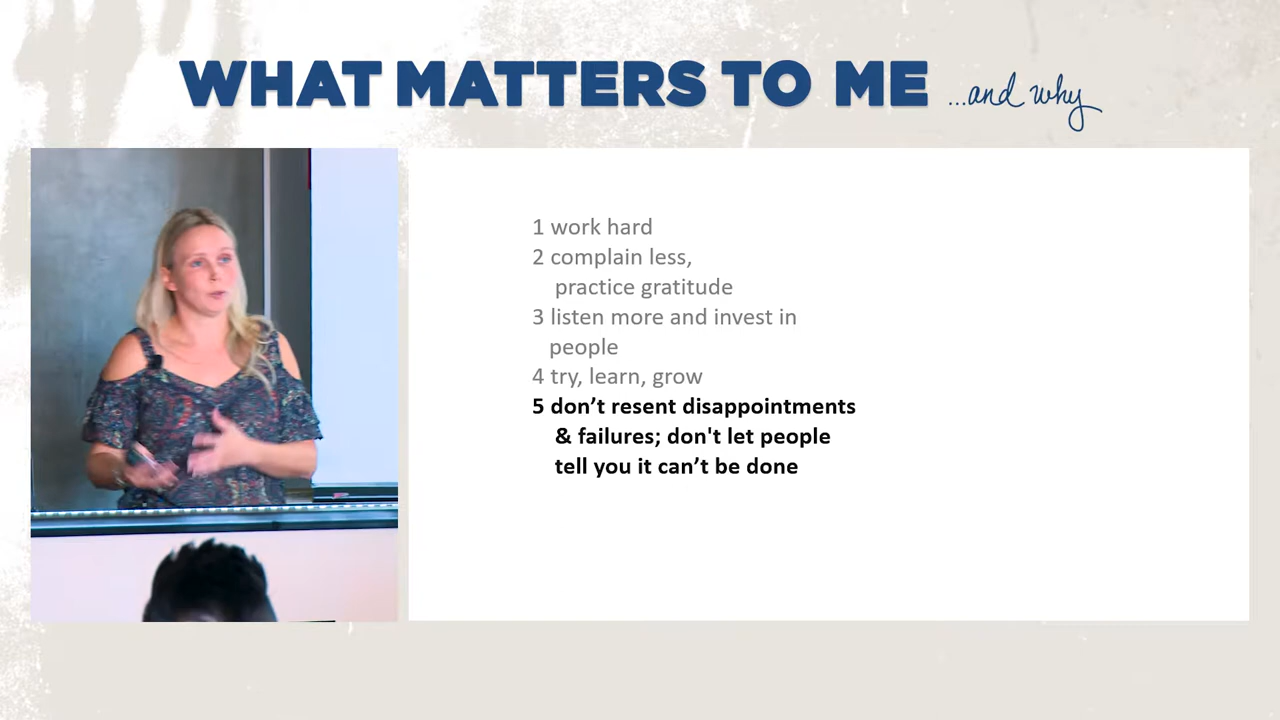 WHAT MATTERS TO ME ...and why
1 work hard
2 complain less,
practice gratitude
3 listen more and invest in
people
4 try, learn, grow
5 don’t resent disappointments
& failures; don't let people
tell you it can’t be done